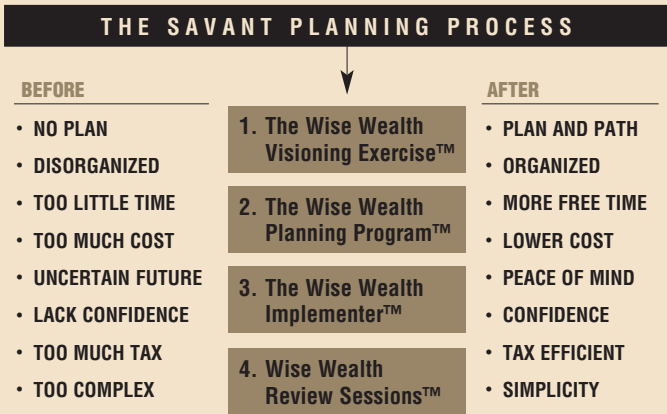 THE SAVANT PLANNING PROCESS
BEFORE
• NO PLAN
• DISORGANIZED
• TOO LITTLE TIME
• TOO MUCH COST
• UNCERTAIN FUTURE
• LACK CONFIDENCE
• TOO MUCH TAX
• TOO COMPLEX
1. The Wise Wealth
Visioning Exercise™
2. The Wise Wealth
Planning Program™
3. The Wise Wealth
Implementer™
4. Wise Wealth
Review Sessions™
AFTER
• PLAN AND PATH
• ORGANIZED
• MORE FREE TIME
• LOWER COST
• PEACE OF MIND
• CONFIDENCE
• TAX EFFICIENT
• SIMPLICITY